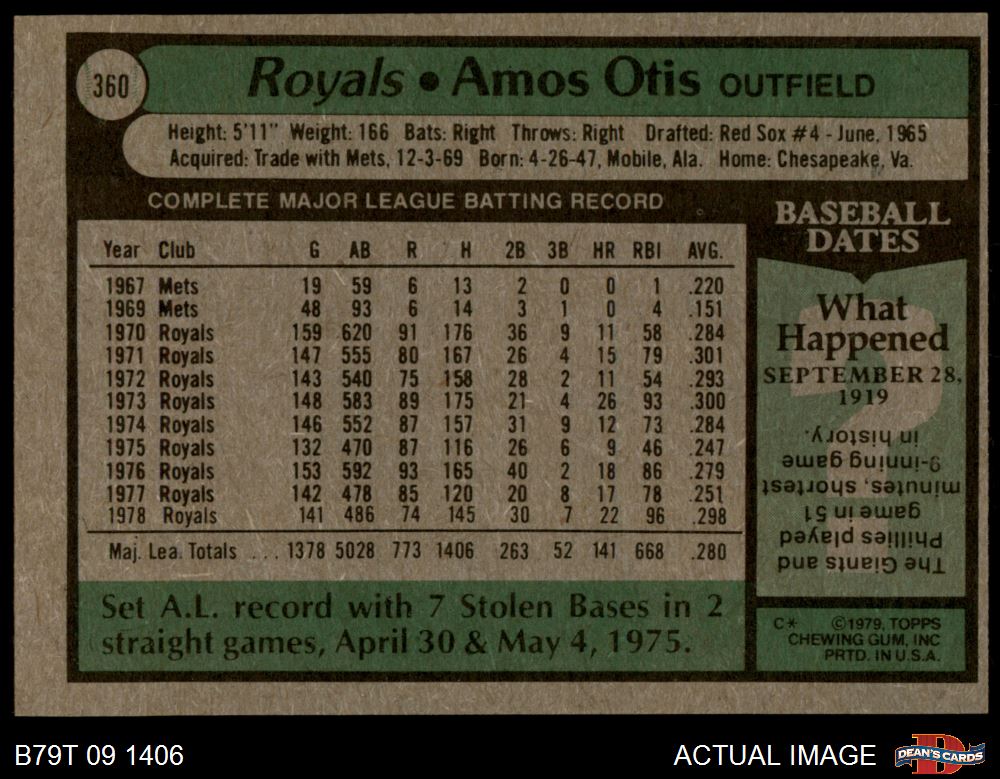 360
Royals • Amos Otis OUTFIELD
Height: 5'11" Weight: 166 Bats: Right Throws: Right Drafted: Red Sox #4 - June, 1965
Acquired: Trade with Mets, 12-3-69 Born: 4-26-47, Mobile, Ala. Home: Chesapeake, Va.
COMPLETE MAJOR LEAGUE BATTING RECORD
Year Club G AB R H 2B 3B HR RBI AVG.
1967 Mets 19 59 6 13 2 0 0 1 .220
1969 Mets 48 93 6 14 3 1 0 4 .151
1970 Royals 159 620 91 176 36 9 11 58 .284
1971 Royals 147 555 80 167 26 4 15 79 .301
1972 Royals 143 540 75 158 28 2 11 54 .293
1973 Royals 148 583 89 175 21 4 26 93 .300
1974 Royals 146 552 87 157 31 9 12 73 .284
1975 Royals 132 470 87 116 26 6 9 46 .247
1976 Royals 153 592 93 165 40 2 18 86 .279
1977 Royals 142 478 85 120 20 8 17 78 .251
1978 Royals 141 486 74 145 30 7 22 96 .298
Maj. Lea. Totals ... 1378 5028 773 1406 263 52 141 668 .280
Set A.L. record with 7 Stolen Bases in 2
straight games, April 30 & May 4, 1975.
BASEBALL
DATES
What
Happened
SEPTEMBER 28,
1919
The Giants and
Phillies played
game in 51
minutes, shortest
9-inning game
in history.
C* ©1979, TOPPS
CHEWING GUM, INC
PRTD. IN U.S.A.
B79T 09 1406
ACTUAL IMAGE
DEAN'S CARDS